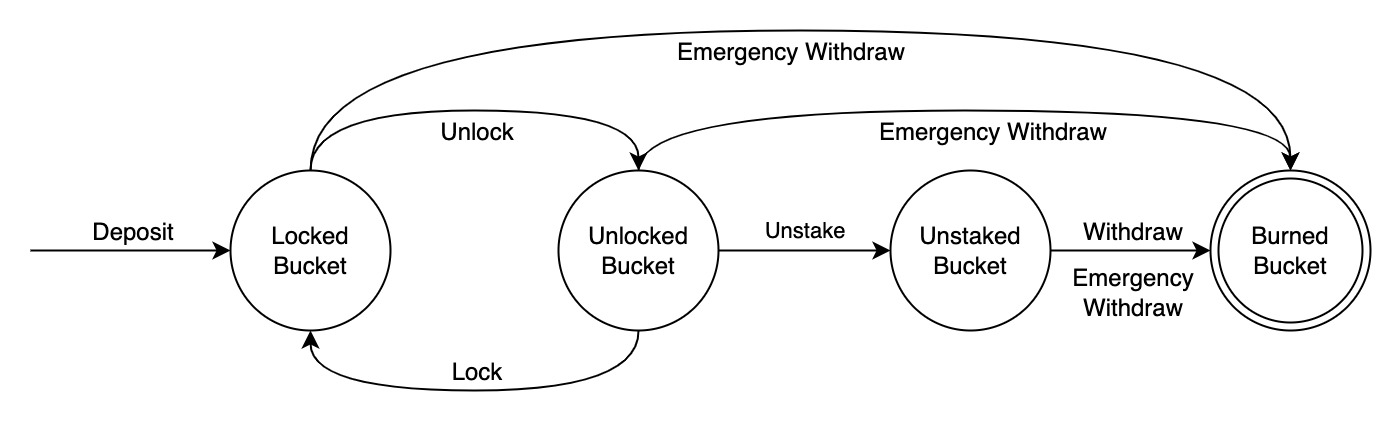 Emergency Withdraw
Unlock
Emergency Withdraw
Deposit
Locked
Bucket
Unlocked
Bucket
Unstake
Unstaked
Bucket
Withdraw
Emergency
Withdraw
Burned
Bucket
Lock